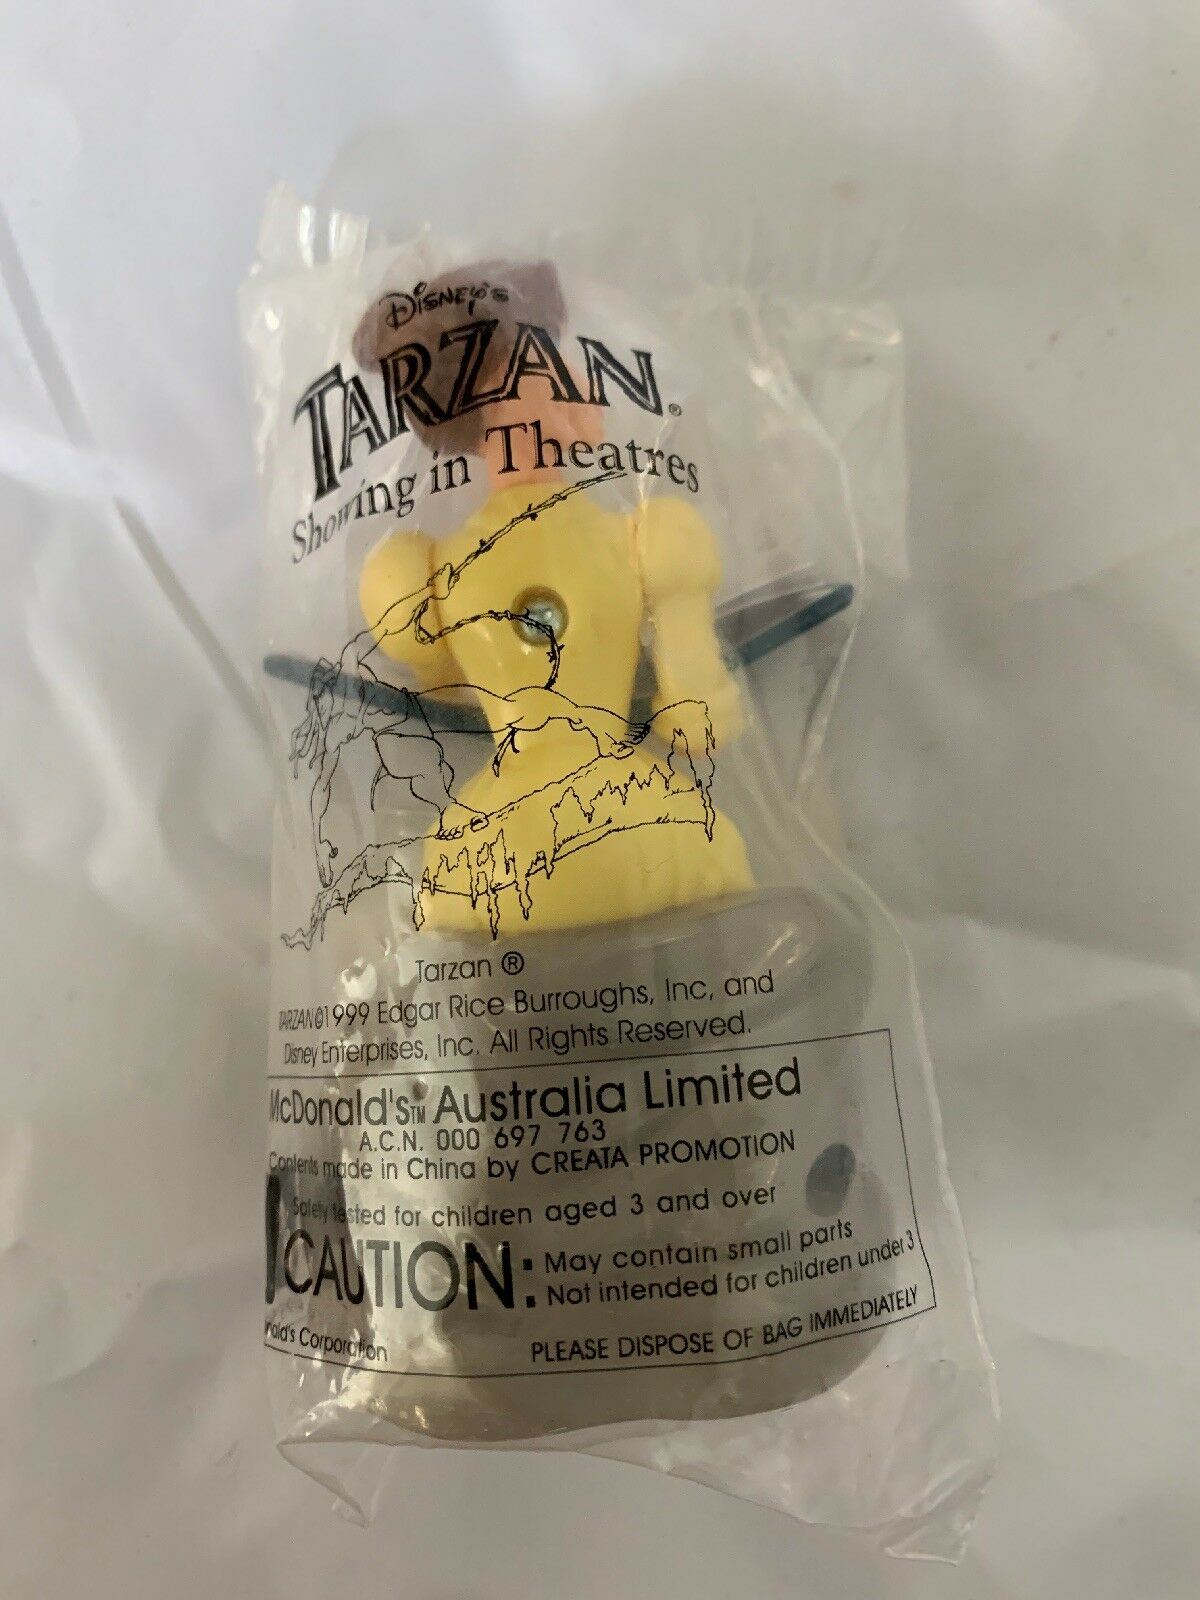 DISNEY'S
TARZAN®
Showing in Theatres
Tarzan ®
TARZAN©1999 Edgar Rice Burroughs, Inc, and
Disney Enterprises, Inc. All Rights Reserved.
McDonald's™ Australia Limited
A.C.N. 000 697 763
Contents made in China by CREATA PROMOTION
Safety tested for children aged 3 and over
CAUTION: May contain small parts
Not intended for children under 3
nald's Corporation
PLEASE DISPOSE OF BAG IMMEDIATELY